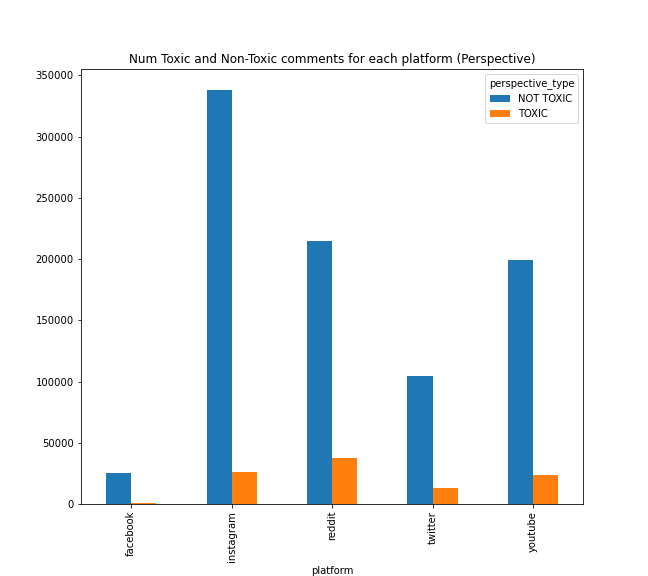 Num Toxic and Non-Toxic comments for each platform (Perspective)
perspective_type
NOT TOXIC
TOXIC
350000
300000
250000
200000
150000
100000
50000
0
facebook
instagram
reddit
twitter
youtube
platform